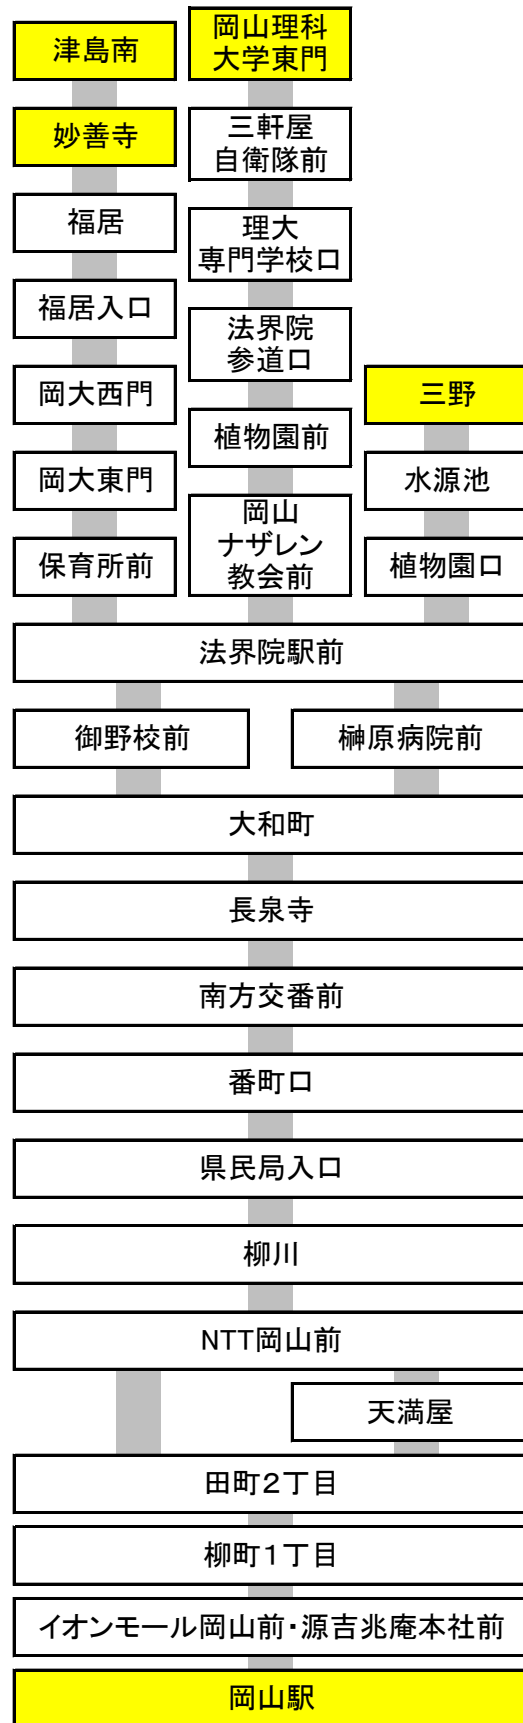 津島南
妙善寺
福居
福居入口
岡大西門
岡大東門
保育所前
岡山理科
大学東門
三軒屋
自衛隊前
理大
専門学校口
法界院
参道口
植物園前
岡山
ナザレン
教会前
三野
水源池
植物園口
法界院駅前
御野校前
榊原病院前
大和町
長泉寺
南方交番前
番町口
県民局入口
柳川
NTT岡山前
天満屋
田町２丁目
柳町１丁目
イオンモール岡山前・源吉兆庵本社前
岡山駅